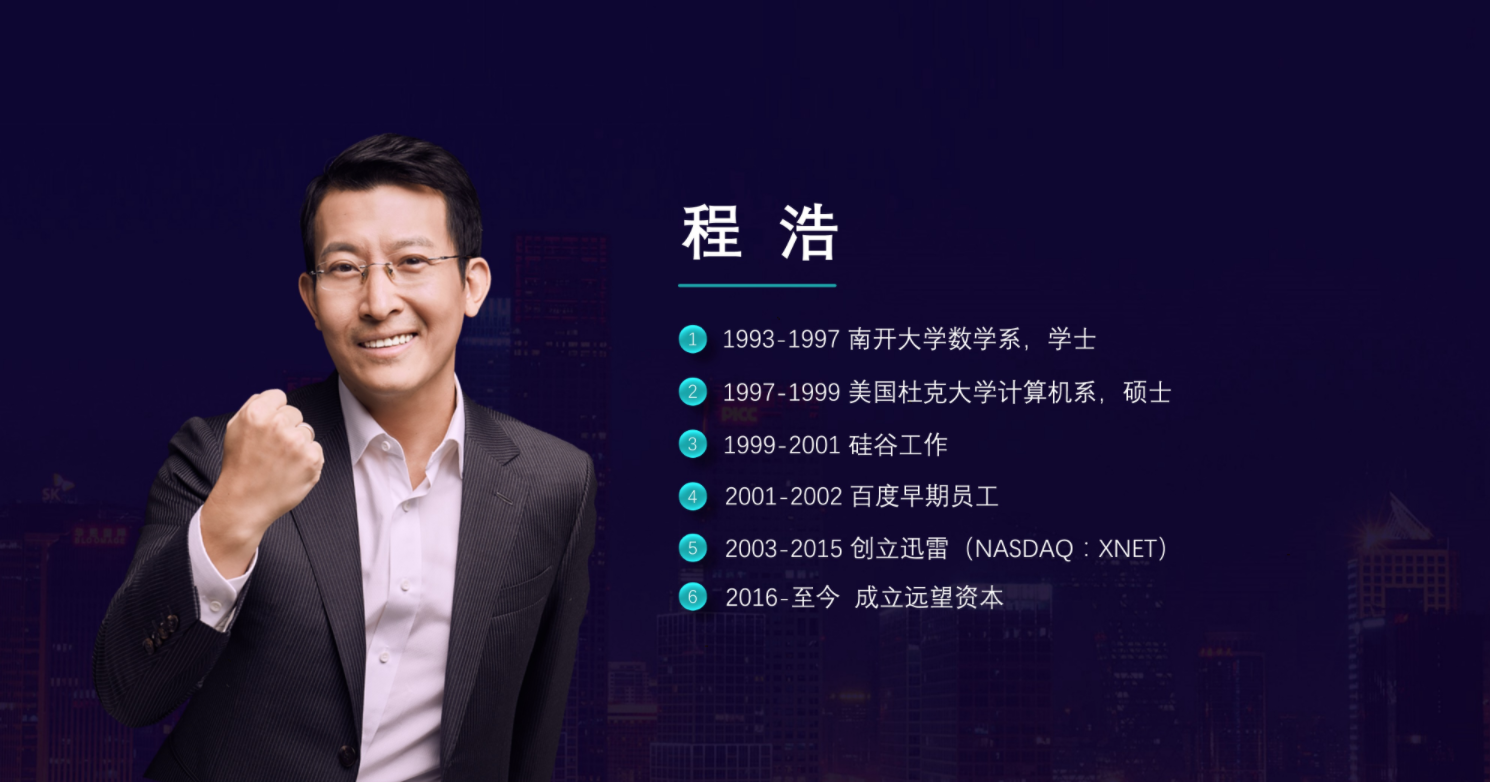 程 浩
1 1993-1997 南开大学数学系，学士
2 1997-1999 美国杜克大学计算机系，硕士
PICC
3 1999-2001 硅谷工作
4 2001-2002 百度早期员工
SK
5 2003-2015 创立迅雷（NASDAQ：XNET）
6 2016-至今 成立远望资本